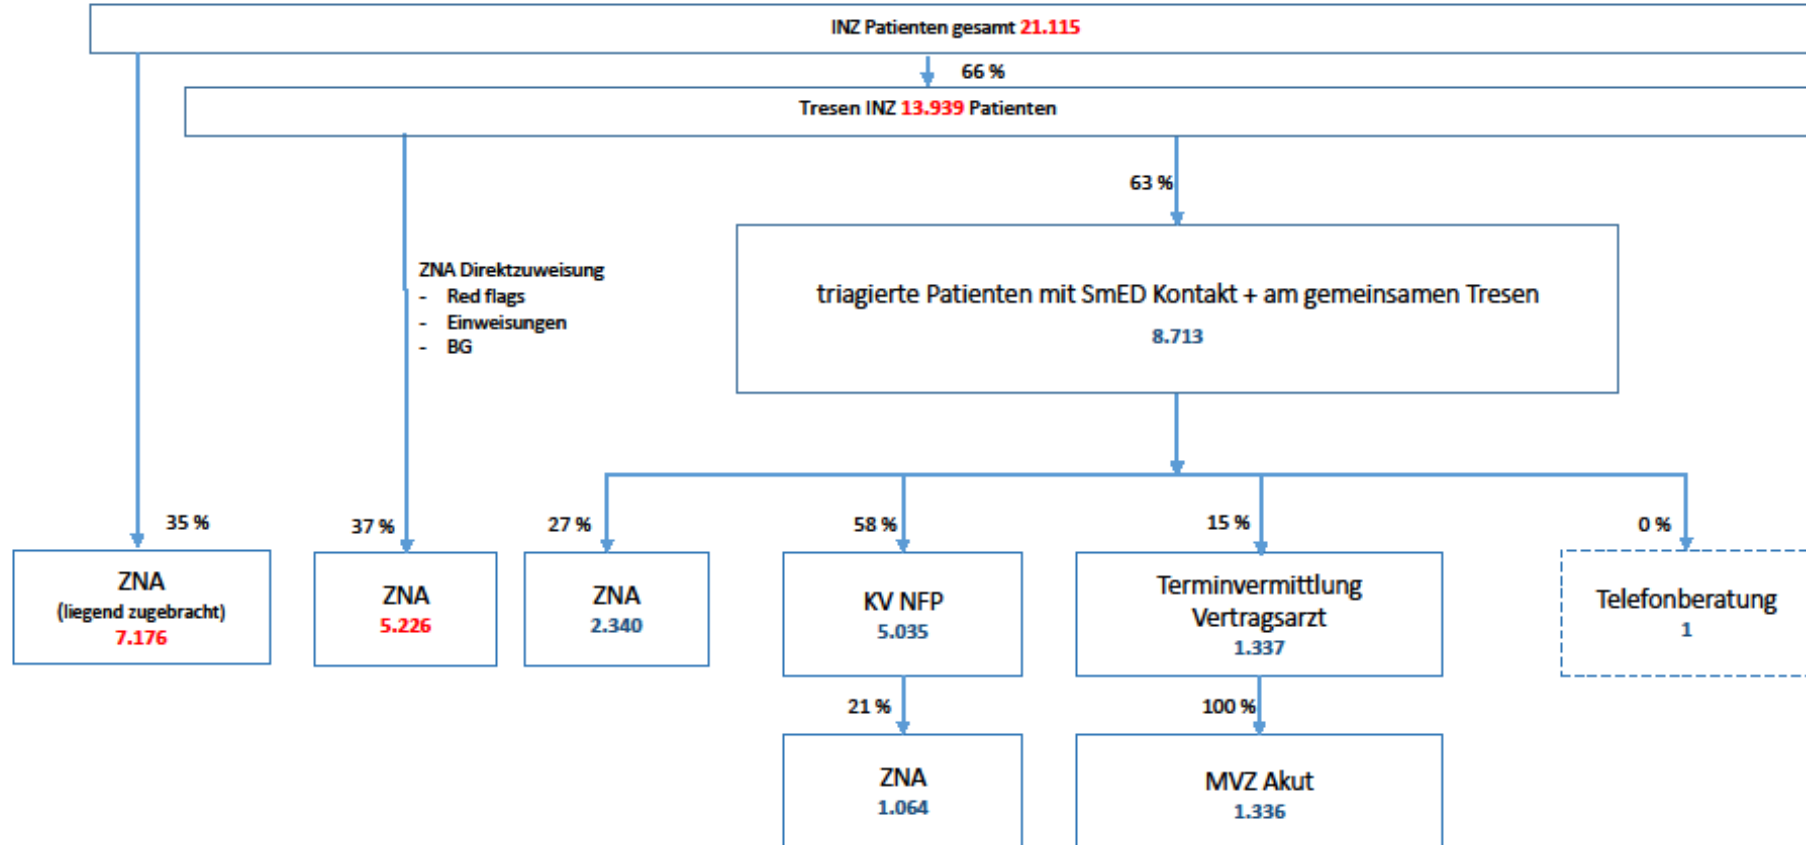 INZ Patienten gesamt 21.115
66 %
Tresen INZ 13.939 Patienten
63 %
ZNA Direktzuweisung
- Red flags
- Einweisungen
- BG
triagierte Patienten mit SmED Kontakt + am gemeinsamen Tresen
8.713
35 %
37 %
27 %
58 %
15 %
0 %
ZNA
(liegend zugebracht)
7.176
ZNA
5.226
ZNA
2.340
KV NFP
5.035
Terminvermittlung
Vertragsarzt
1.337
Telefonberatung
1
21 %
100 %
ZNA
1.064
MVZ Akut
1.336